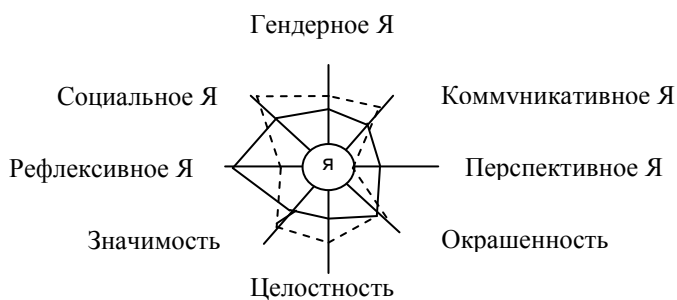 Гендерное Я
Социальное Я
Коммуникативное Я
Рефлексивное Я
Я
Перспективное Я
Значимость
Окрашенность
Целостность